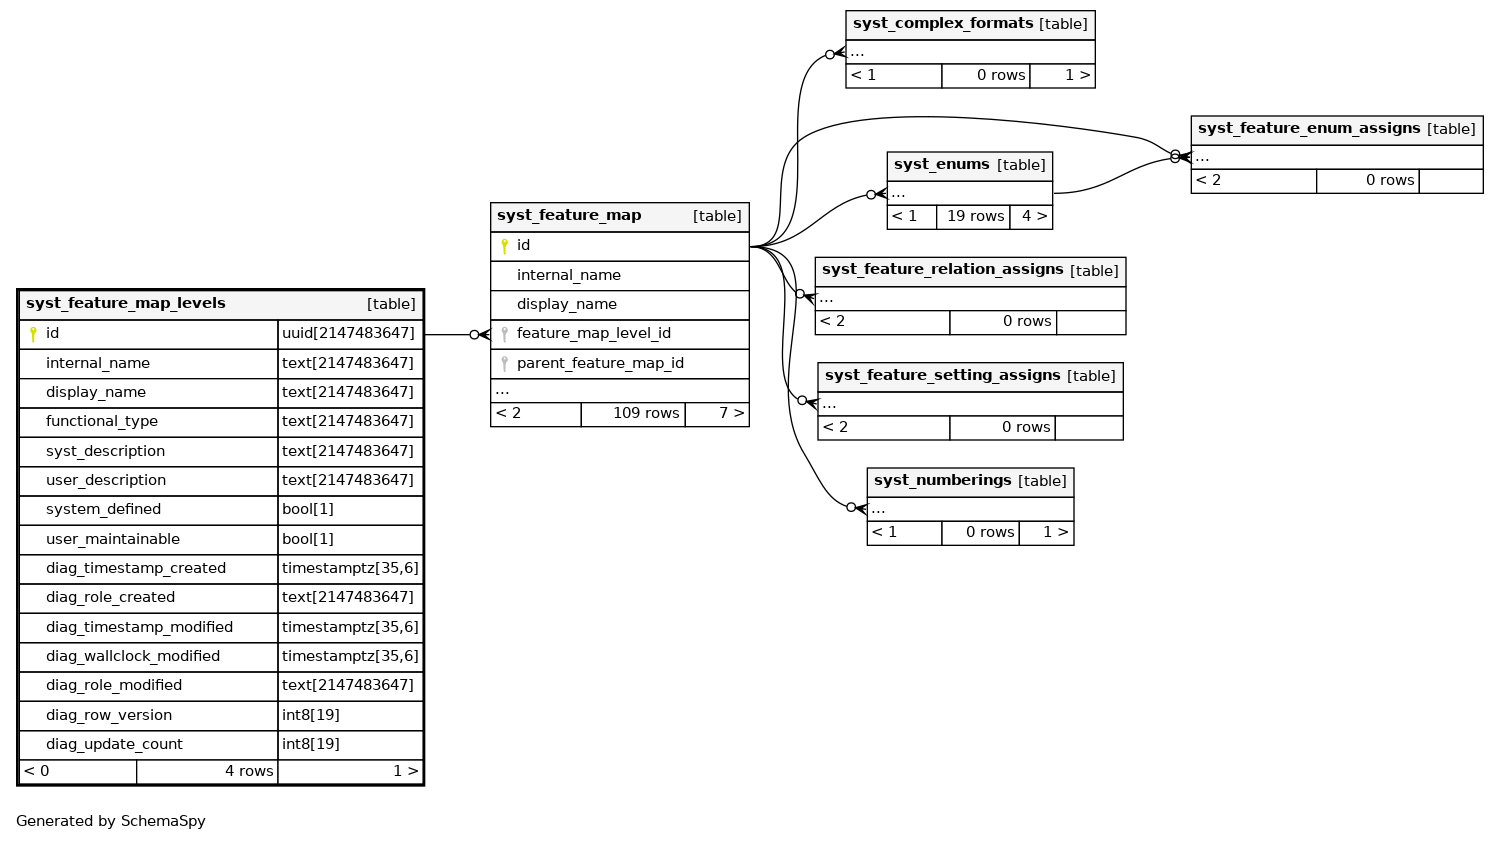 syst_complex_formats [table]
...
< 1 0 rows 1 >
syst_feature_enum_assigns [table]
...
< 2 0 rows
syst_enums [table]
...
< 1 19 rows 4 >
syst_feature_map [table]
id
internal_name
display_name
feature_map_level_id
parent_feature_map_id
...
< 2 109 rows 7 >
syst_feature_relation_assigns [table]
...
< 2 0 rows
syst_feature_setting_assigns [table]
...
< 2 0 rows
syst_numberings [table]
...
< 1 0 rows 1 >
syst_feature_map_levels [table]
id uuid[2147483647]
internal_name text[2147483647]
display_name text[2147483647]
functional_type text[2147483647]
syst_description text[2147483647]
user_description text[2147483647]
system_defined bool[1]
user_maintainable bool[1]
diag_timestamp_created timestamptz[35,6]
diag_role_created text[2147483647]
diag_timestamp_modified timestamptz[35,6]
diag_wallclock_modified timestamptz[35,6]
diag_role_modified text[2147483647]
diag_row_version int8[19]
diag_update_count int8[19]
< 0 4 rows 1 >
Generated by SchemaSpy